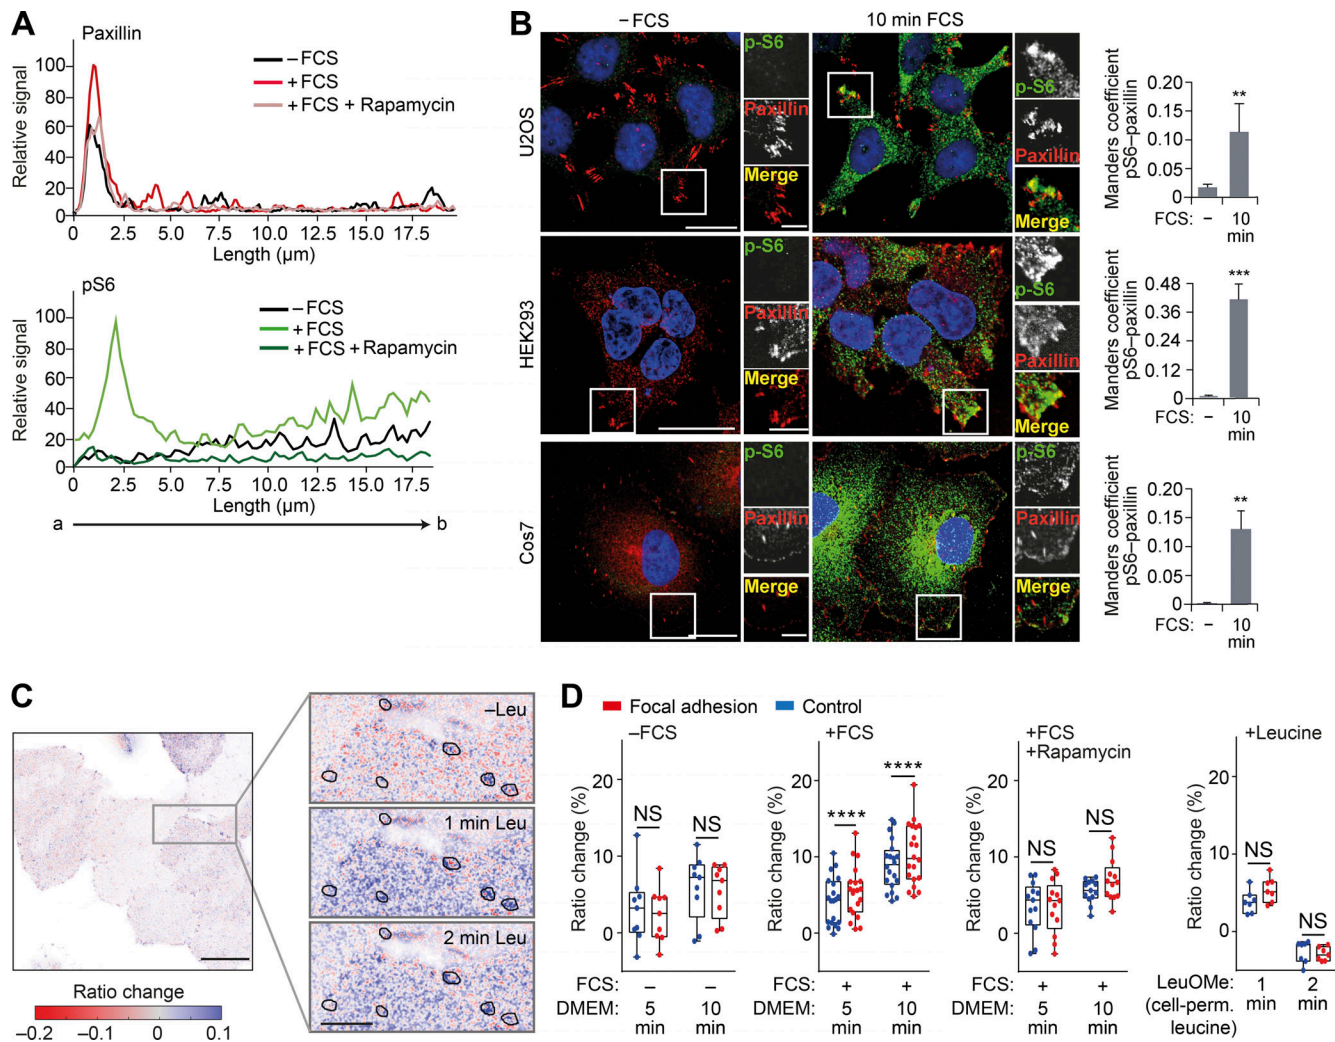 A
Paxillin
Relative signal
100
80
60
40
20
0
– FCS
+ FCS
+ FCS + Rapamycin
0 2.5 5.0 7.5 10.0 12.5 15.0 17.5
Length (µm)
pS6
Relative signal
100
80
60
40
20
0
– FCS
+ FCS
+ FCS + Rapamycin
0 2.5 5.0 7.5 10.0 12.5 15.0 17.5
Length (µm)
a b
B
– FCS 10 min FCS
U2OS
p-S6
Paxillin
Merge
p-S6
Paxillin
Merge
Manders coefficient
pS6–paxillin
0.20
0.15
0.10
0.05
0
**
FCS: – 10
min
HEK293
p-S6
Paxillin
Merge
p-S6
Paxillin
Merge
Manders coefficient
pS6–paxillin
0.48
0.36
0.24
0.12
0
***
FCS: – 10
min
Cos7
p-S6
Paxillin
Merge
p-S6
Paxillin
Merge
Manders coefficient
pS6–paxillin
0.20
0.15
0.10
0.05
0
**
FCS: – 10
min
C
–Leu
1 min Leu
2 min Leu
Ratio change
–0.2 –0.1 0 0.1
D
Focal adhesion Control
–FCS
Ratio change (%)
20
10
0
NS NS
FCS: – –
DMEM: 5 10
min
+FCS
Ratio change (%)
20
10
0
**** ****
FCS: + +
DMEM: 5 10
min
+FCS
+Rapamycin
Ratio change (%)
20
10
0
NS NS
FCS: + +
DMEM: 5 10
min
+Leucine
Ratio change (%)
20
10
0
NS NS
LeuOMe: 1 2
(cell-perm. min min
leucine)